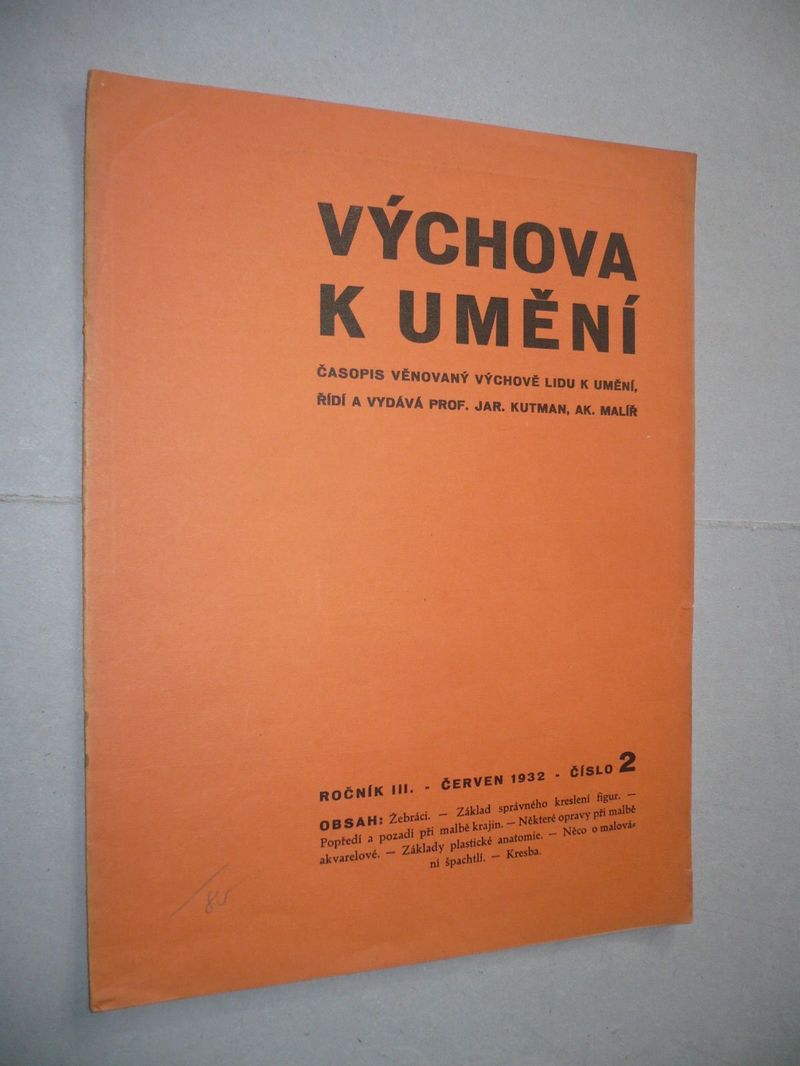 VÝCHOVA
K UMĚNÍ
ČASOPIS VĚNOVANÝ VÝCHOVĚ LIDU K UMĚNÍ,
ŘÍDÍ A VYDÁVÁ PROF. JAR. KUTMAN, AK. MALÍŘ
ROČNÍK III. - ČERVEN 1932 - ČÍSLO 2
OBSAH: Žebráci. — Základ správného kreslení figur. —
Popředí a pozadí při malbě krajin. — Některé opravy při malbě
akvarelové. — Základy plastické anatomie. — Něco o malová=
ní špachtlí. — Kresba.